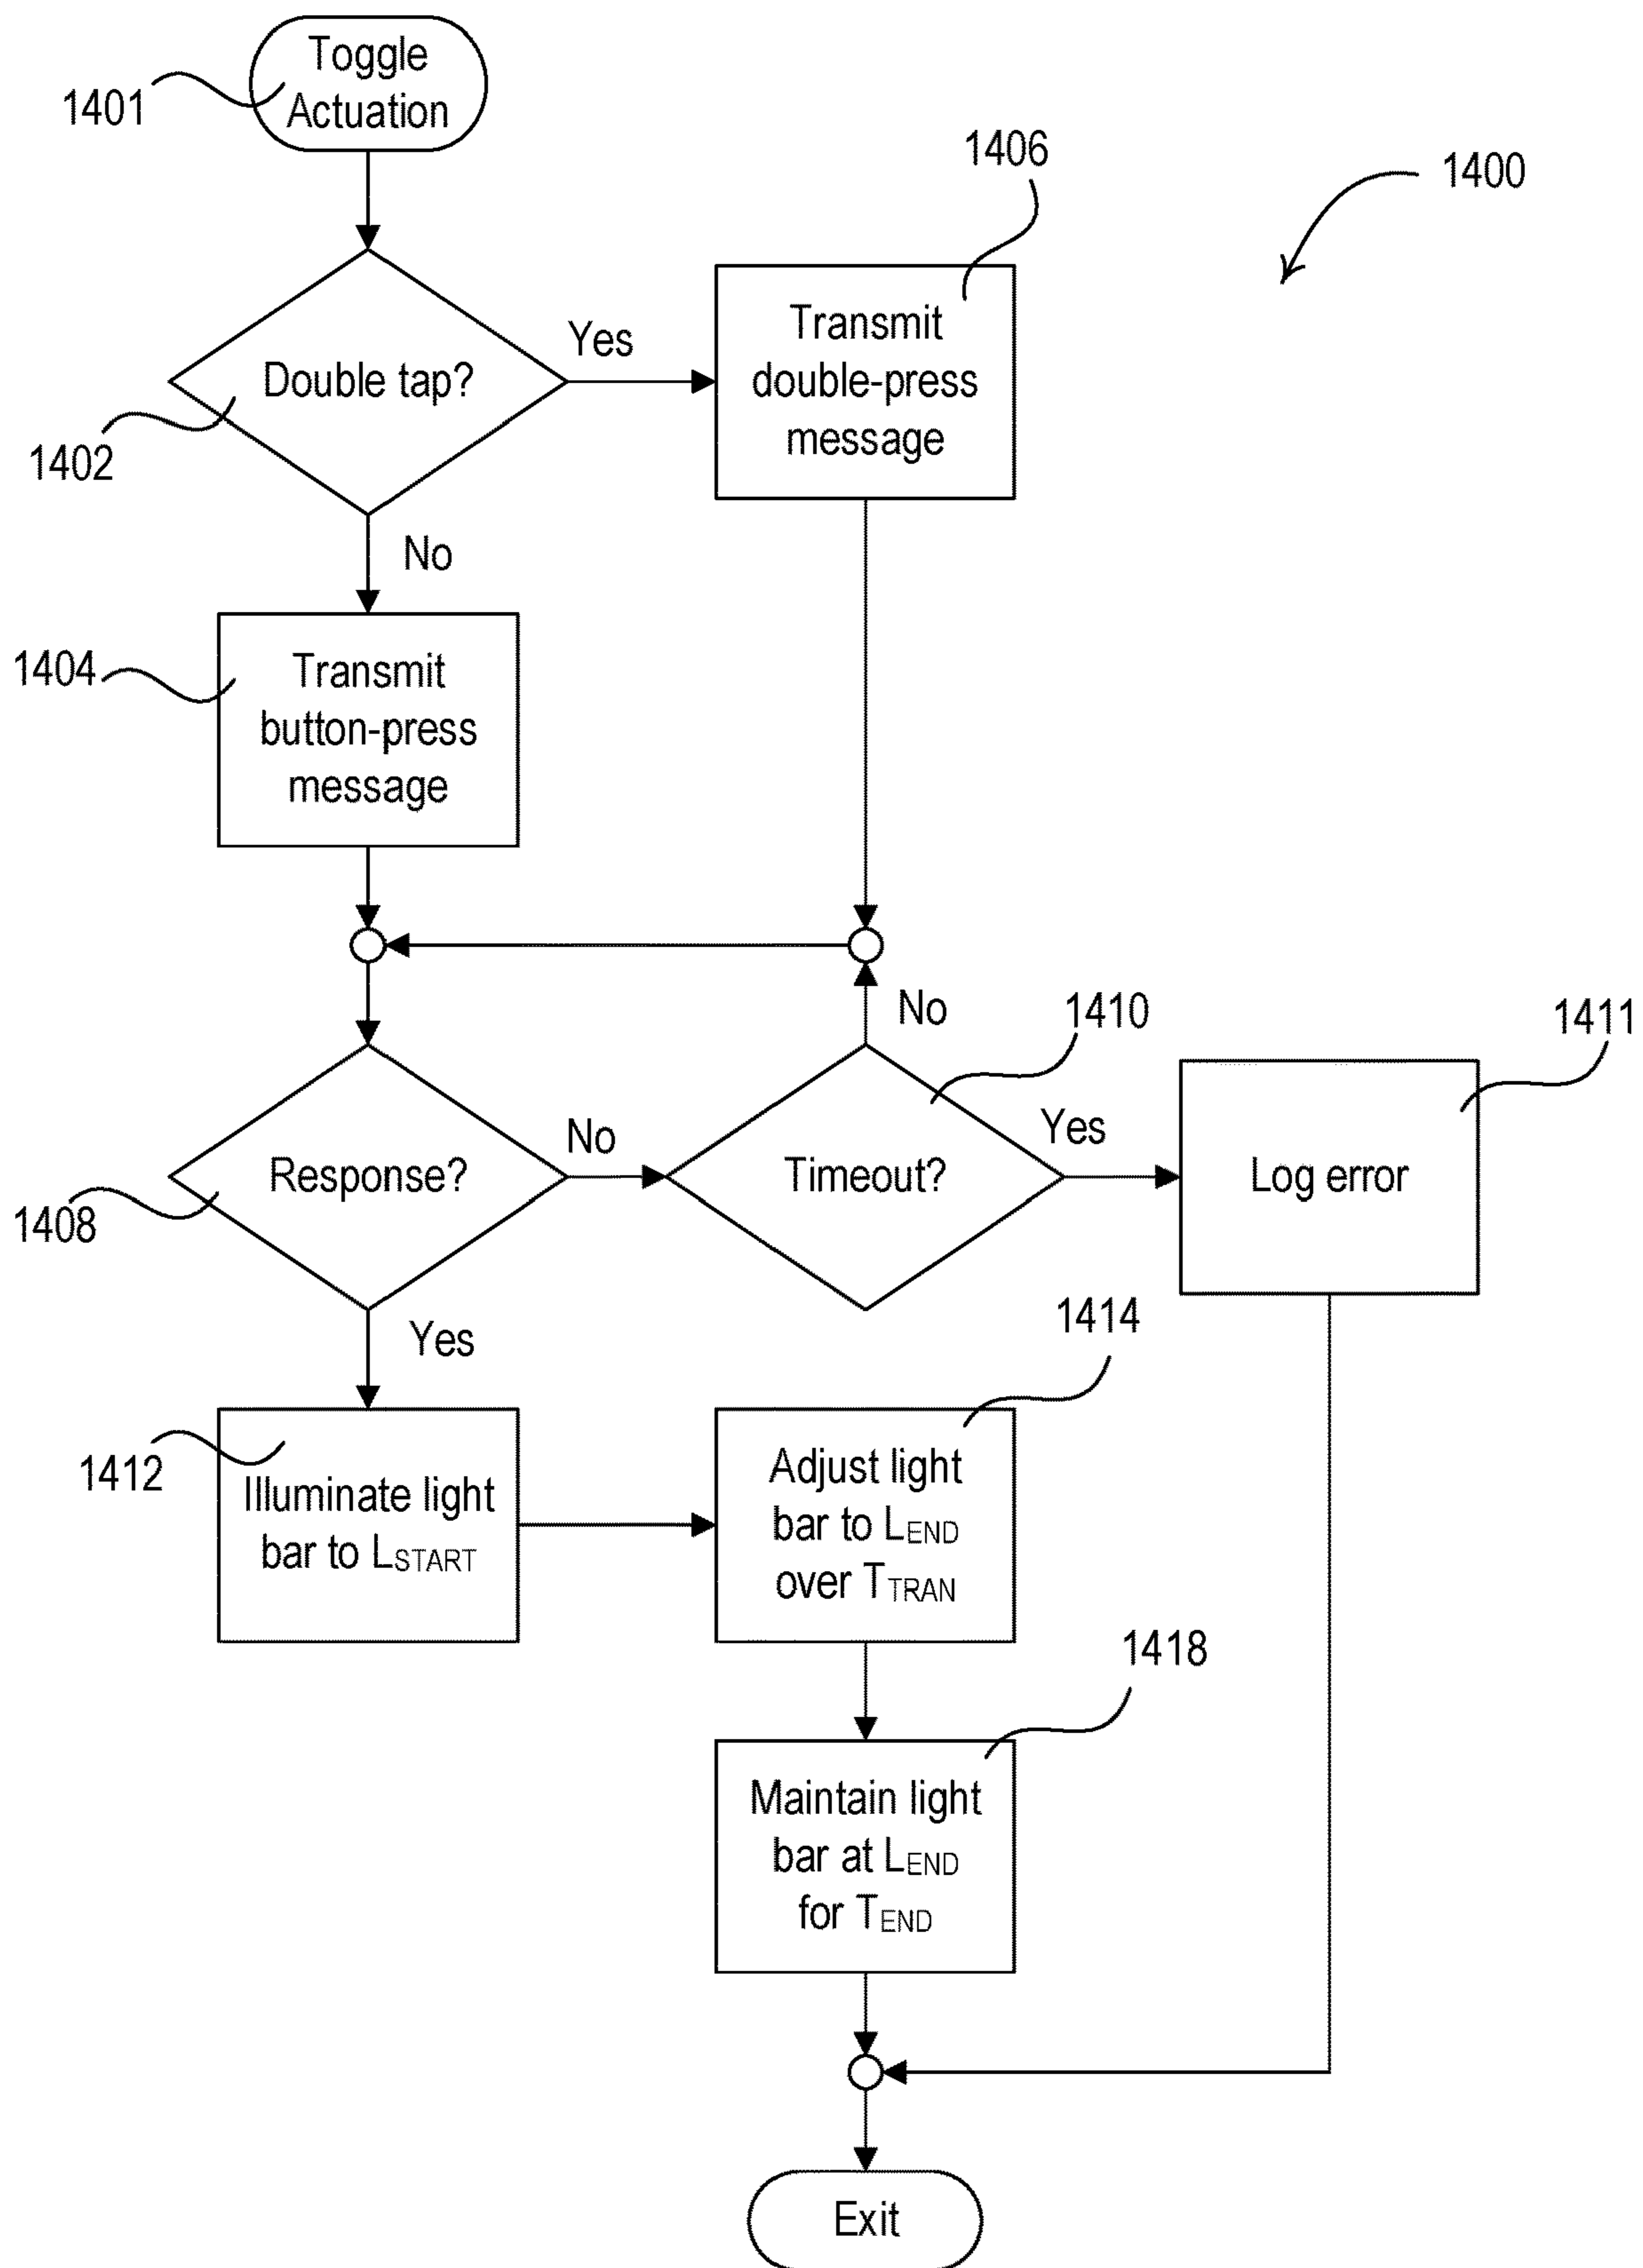 Toggle
Actuation
1401
1406
1400
Transmit
double-press
message
Yes
Double tap?
1402
No
1404
Transmit
button-press
message
No
1410
1411
Response?
No
Timeout?
Yes
Log error
1408
Yes
1414
1412
Illuminate light
bar to LSTART
Adjust light
bar to LEND
over TTRAN
1418
Maintain light
bar at LEND
for TEND
Exit